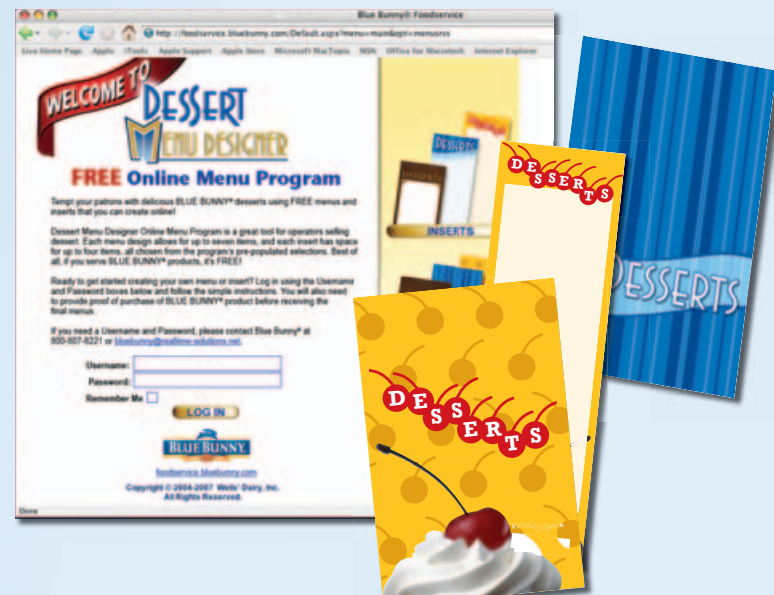 Blue Bunny® Foodservice
http://foodservice.bluebunny.com/Default.aspx?menu=main&opt=menusrvs
Live Home Page Apple iTools Apple Support Apple Store Microsoft MacTopia MSN Office for Macintosh Internet Explorer
WELCOME TO
DESSERT
MENU DESIGNER
FREE Online Menu Program
Tempt your patrons with delicious BLUE BUNNY® desserts using FREE menus and
inserts that you can create online!
Dessert Menu Designer Online Menu Program is a great tool for operators selling
dessert. Each menu design allows for up to seven items, and each insert has space
for up to four items, all chosen from the program's pre-populated selections. Best of
all, if you serve BLUE BUNNY® products, it's FREE!
Ready to get started creating your own menu or insert? Log in using the Username
and Password boxes below and follow the simple instructions. You will also need
to provide proof of purchase of BLUE BUNNY® product before receiving the
final menus.
If you need a Username and Password, please contact Blue Bunny® at
800-807-8221 or bluebunny@realtime-solutions.net.
Username:
Password:
Remember Me
LOG IN
BLUE BUNNY.
foodservice.bluebunny.com
Copyright © 2004-2007 Wells' Dairy, Inc.
All Rights Reserved.
Done
DESSERTS
DESSERTS
INSERTS
DESSERTS
DESSERTS
DESSERTS